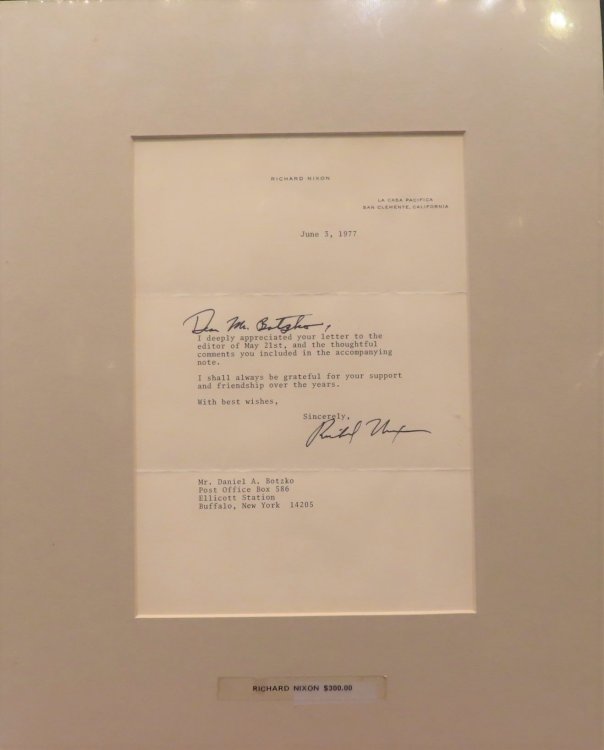 RICHARD NIXON
LA CASA PACIFICA
SAN CLEMENTE, CALIFORNIA
June 3, 1977
Dear Mr. Botzko,
I deeply appreciated your letter to the
editor of May 21st, and the thoughtful
comments you included in the accompanying
note.
I shall always be grateful for your support
and friendship over the years.
With best wishes,
Sincerely,
Richard Nixon
Mr. Daniel A. Botzko
Post Office Box 586
Ellicott Station
Buffalo, New York 14205
RICHARD NIXON $300.00